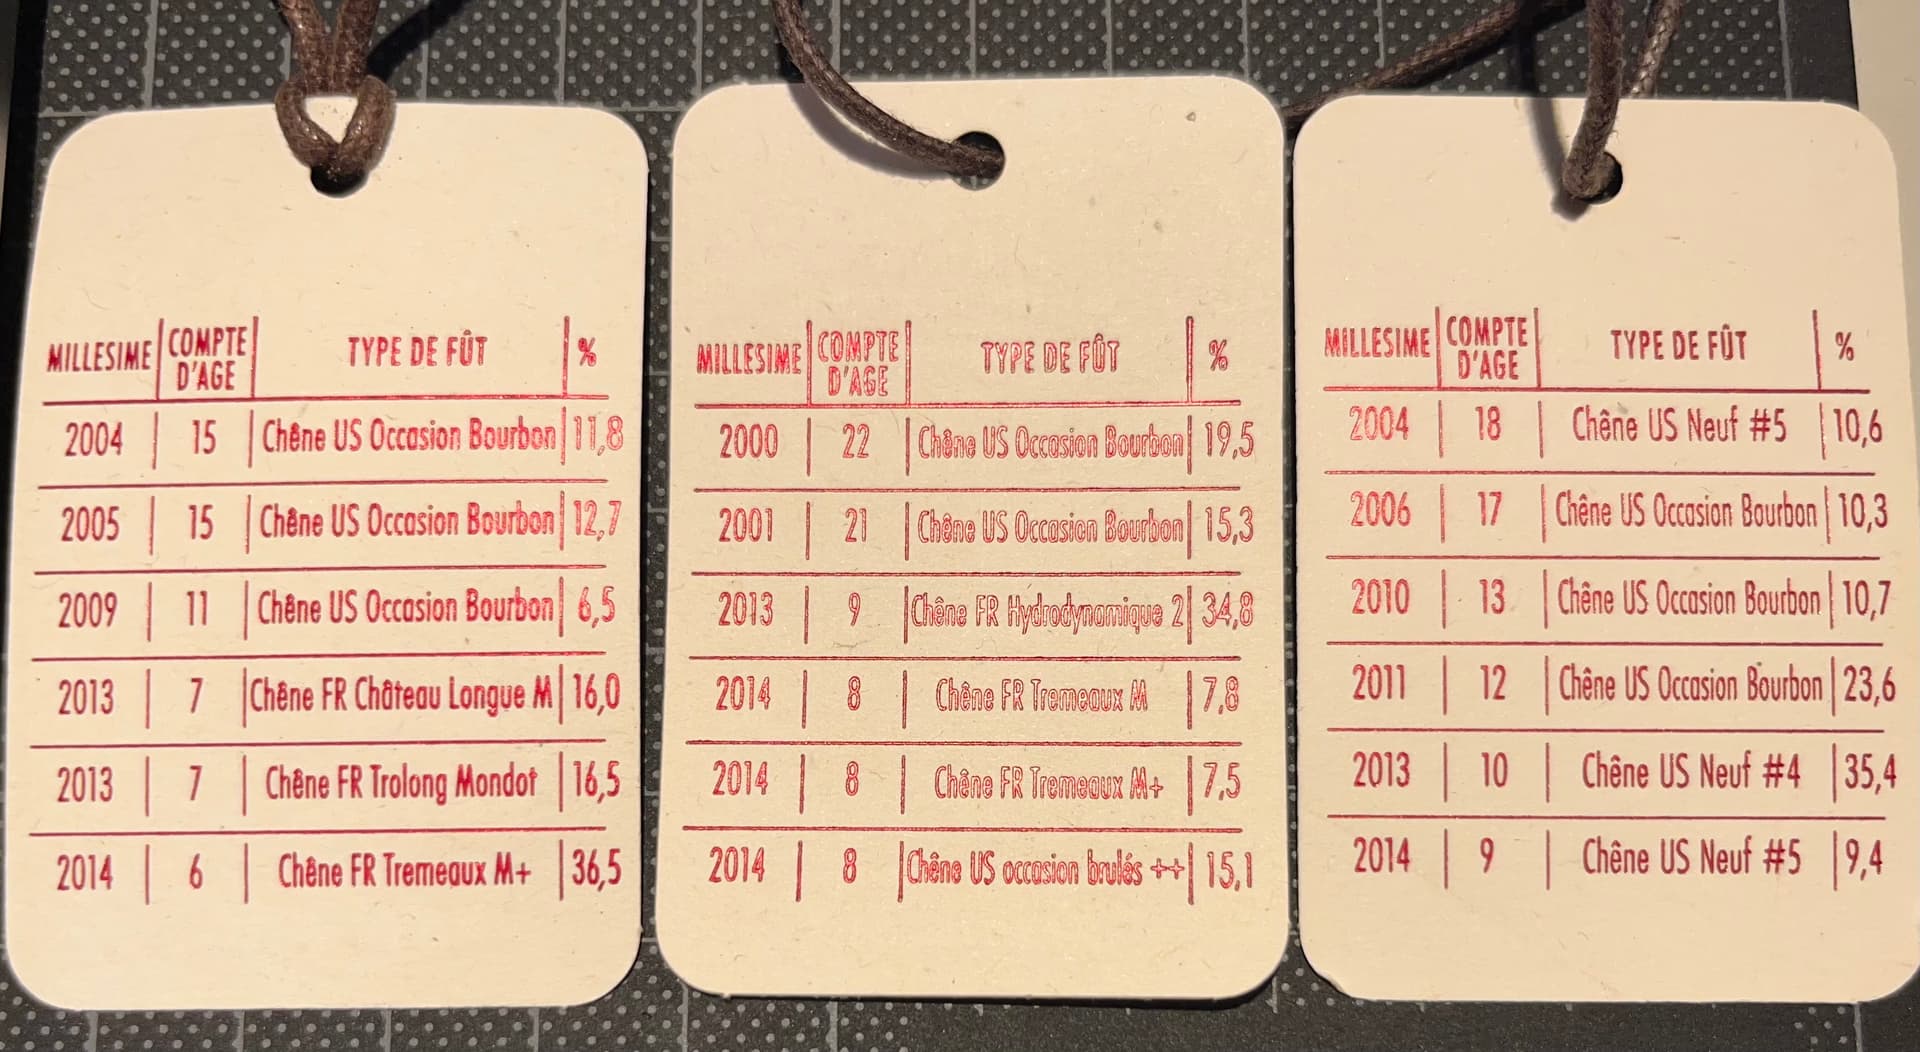 MILLESIME COMPTE D'AGE TYPE DE FÛT %
2004 15 Chêne US Occasion Bourbon 11,8
2005 15 Chêne US Occasion Bourbon 12,7
2009 11 Chêne US Occasion Bourbon 6,5
2013 7 Chêne FR Château Longue M 16,0
2013 7 Chêne FR Trolong Mondot 16,5
2014 6 Chêne FR Tremeaux M+ 36,5
MILLESIME COMPTE D'AGE TYPE DE FÛT %
2000 22 Chêne US Occasion Bourbon 19,5
2001 21 Chêne US Occasion Bourbon 15,3
2013 9 Chêne FR Hydrodynamique 2 34,8
2014 8 Chêne FR Tremeaux M 7,8
2014 8 Chêne FR Tremeaux M+ 7,5
2014 8 Chêne US occasion brulés ++ 15,1
MILLESIME COMPTE D'AGE TYPE DE FÛT %
2004 18 Chêne US Neuf #5 10,6
2006 17 Chêne US Occasion Bourbon 10,3
2010 13 Chêne US Occasion Bourbon 10,7
2011 12 Chêne US Occasion Bourbon 23,6
2013 10 Chêne US Neuf #4 35,4
2014 9 Chêne US Neuf #5 9,4